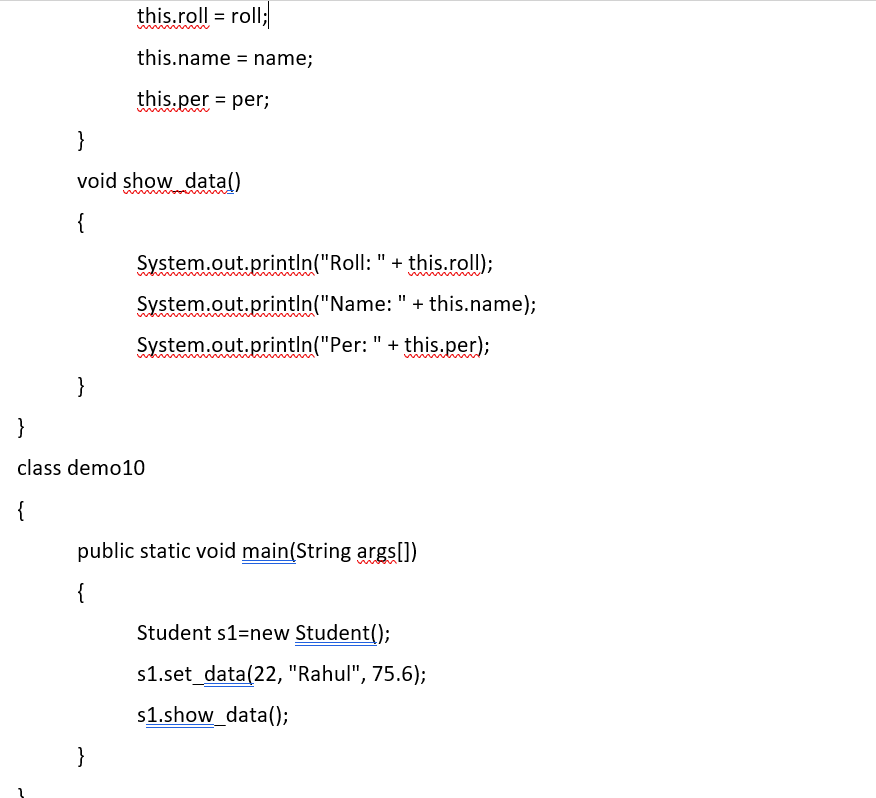 this.roll = roll;
this.name = name;
this.per = per;
}
void show_data()
{
System.out.println("Roll: " + this.roll);
System.out.println("Name: " + this.name);
System.out.println("Per: " + this.per);
}
}
class demo10
{
public static void main(String args[])
{
Student s1=new Student();
s1.set_data(22, "Rahul", 75.6);
s1.show_data();
}
}